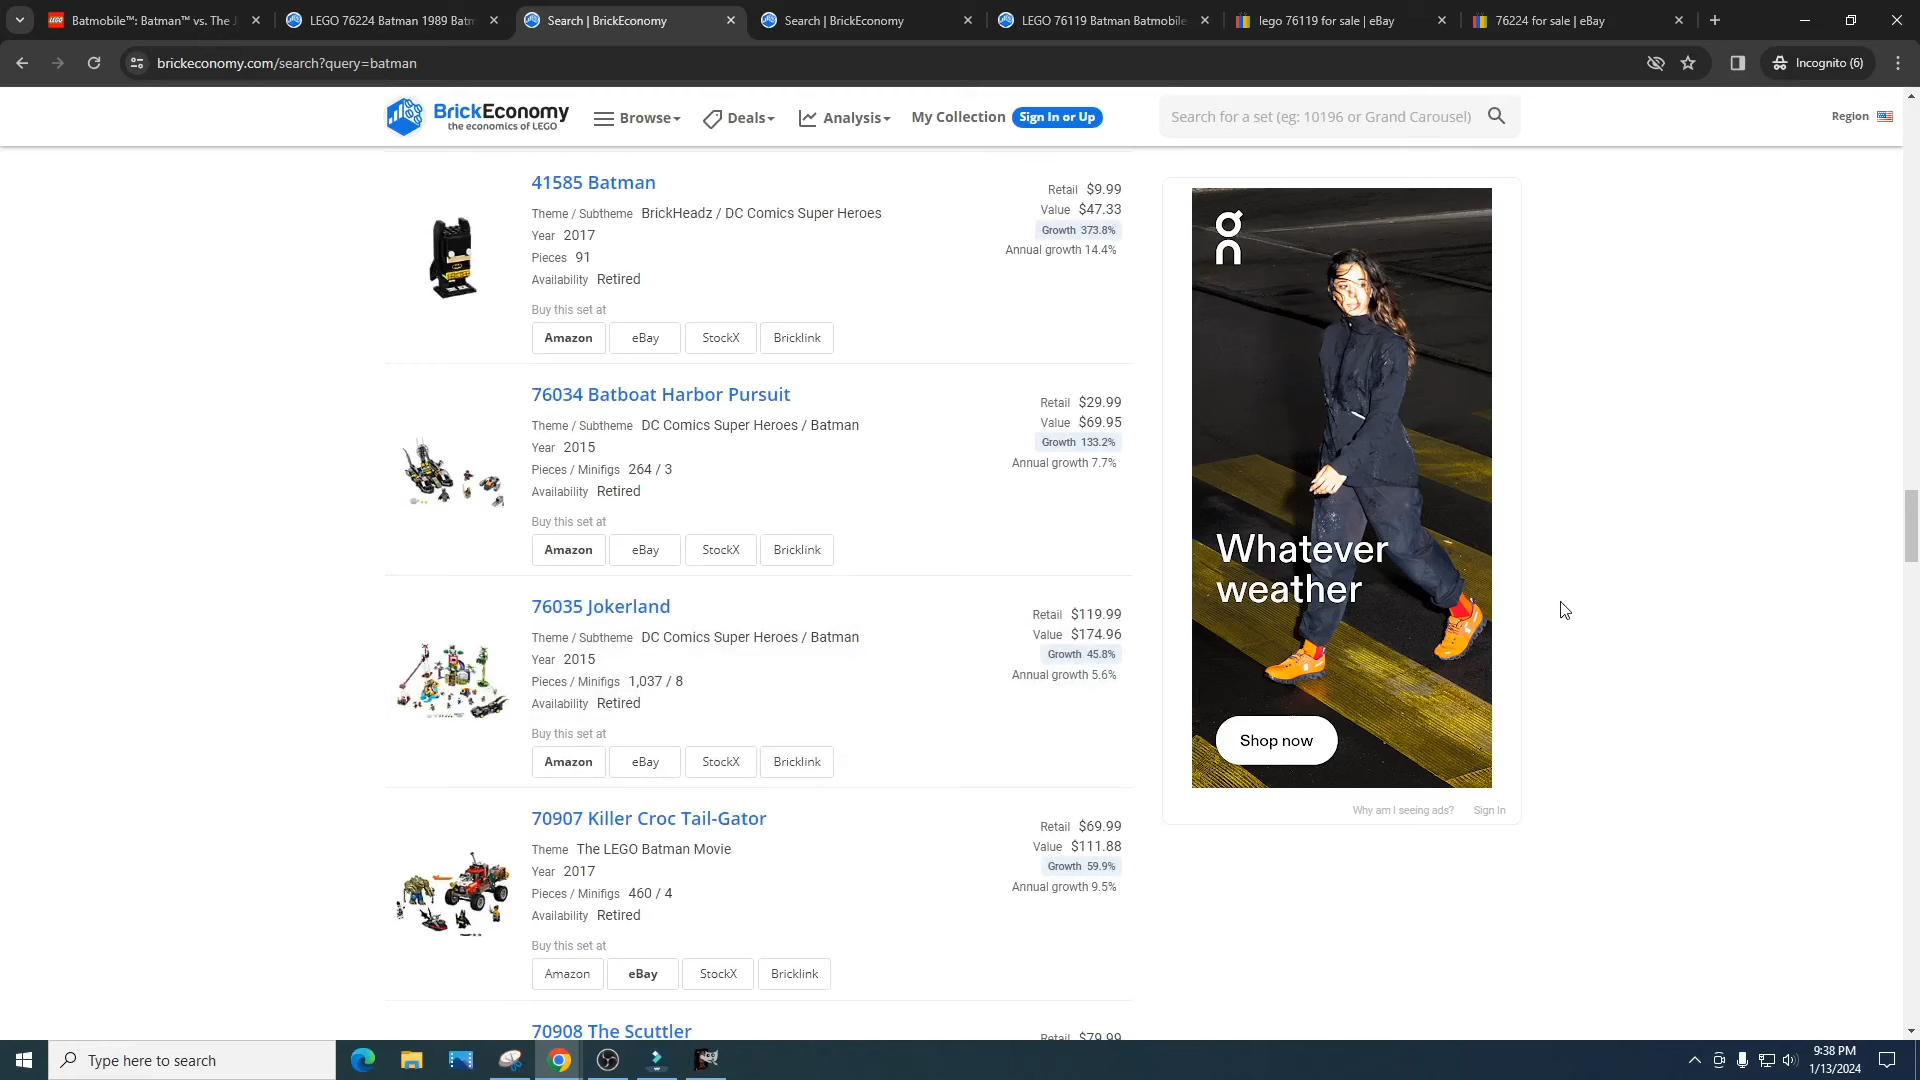 Batmobile™: Batman™ vs. The J
LEGO 76224 Batman 1989 Batm
Search | BrickEconomy
Search | BrickEconomy
LEGO 76119 Batman Batmobile
lego 76119 for sale | eBay
76224 for sale | eBay
brickeconomy.com/search?query=batman
Incognito (6)
BrickEconomy
the economics of LEGO
Browse
Deals
Analysis
My Collection
Sign In or Up
Search for a set (eg: 10196 or Grand Carousel)
Region
41585 Batman
Theme / Subtheme BrickHeadz / DC Comics Super Heroes
Year 2017
Pieces 91
Availability Retired
Buy this set at
Amazon eBay StockX Bricklink
Retail $9.99
Value $47.33
Growth 373.8%
Annual growth 14.4%
76034 Batboat Harbor Pursuit
Theme / Subtheme DC Comics Super Heroes / Batman
Year 2015
Pieces / Minifigs 264 / 3
Availability Retired
Buy this set at
Amazon eBay StockX Bricklink
Retail $29.99
Value $69.95
Growth 133.2%
Annual growth 7.7%
76035 Jokerland
Theme / Subtheme DC Comics Super Heroes / Batman
Year 2015
Pieces / Minifigs 1,037 / 8
Availability Retired
Buy this set at
Amazon eBay StockX Bricklink
Retail $119.99
Value $174.96
Growth 45.8%
Annual growth 5.6%
70907 Killer Croc Tail-Gator
Theme The LEGO Batman Movie
Year 2017
Pieces / Minifigs 460 / 4
Availability Retired
Buy this set at
Amazon eBay StockX Bricklink
Retail $69.99
Value $111.88
Growth 59.9%
Annual growth 9.5%
70908 The Scuttler
Retail $79.99
Whatever
weather
Shop now
Why am I seeing ads?
Sign In
Type here to search
9:38 PM
1/13/2024